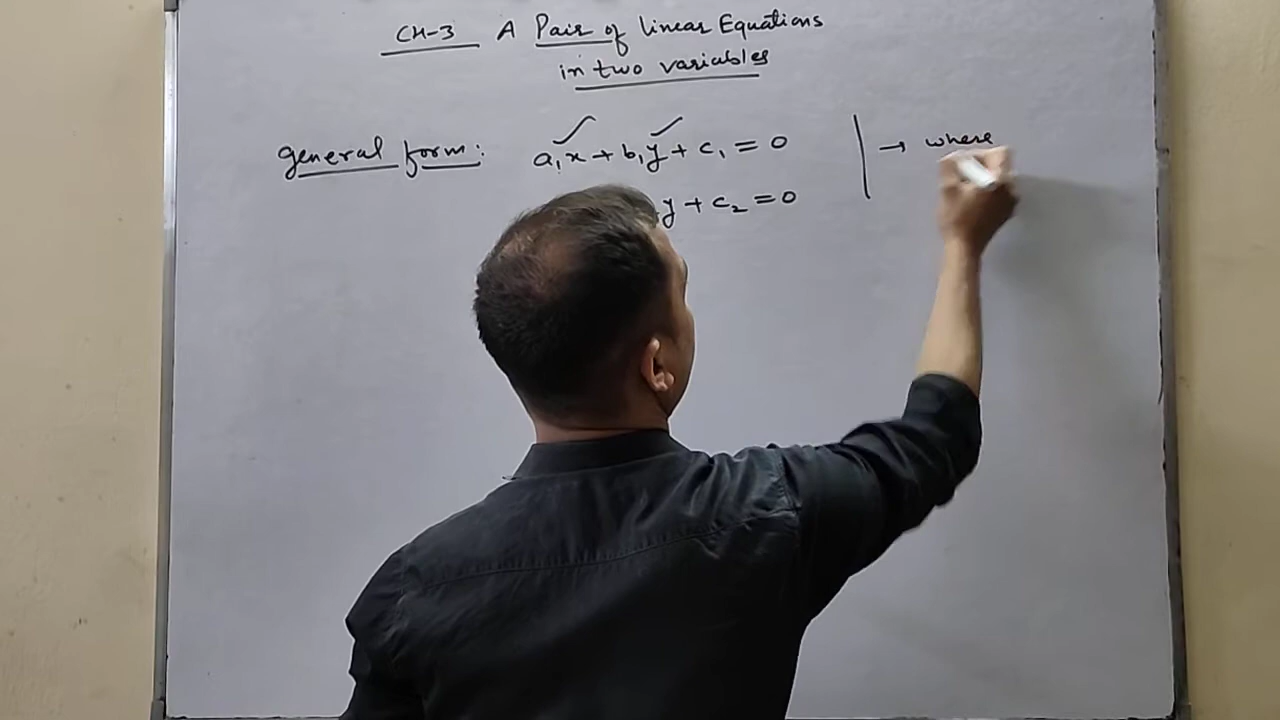 CH-3 A Pair of linear Equations
in two variables
general form: a₁x + b₁y + c₁ = 0 → where
y + c₂ = 0